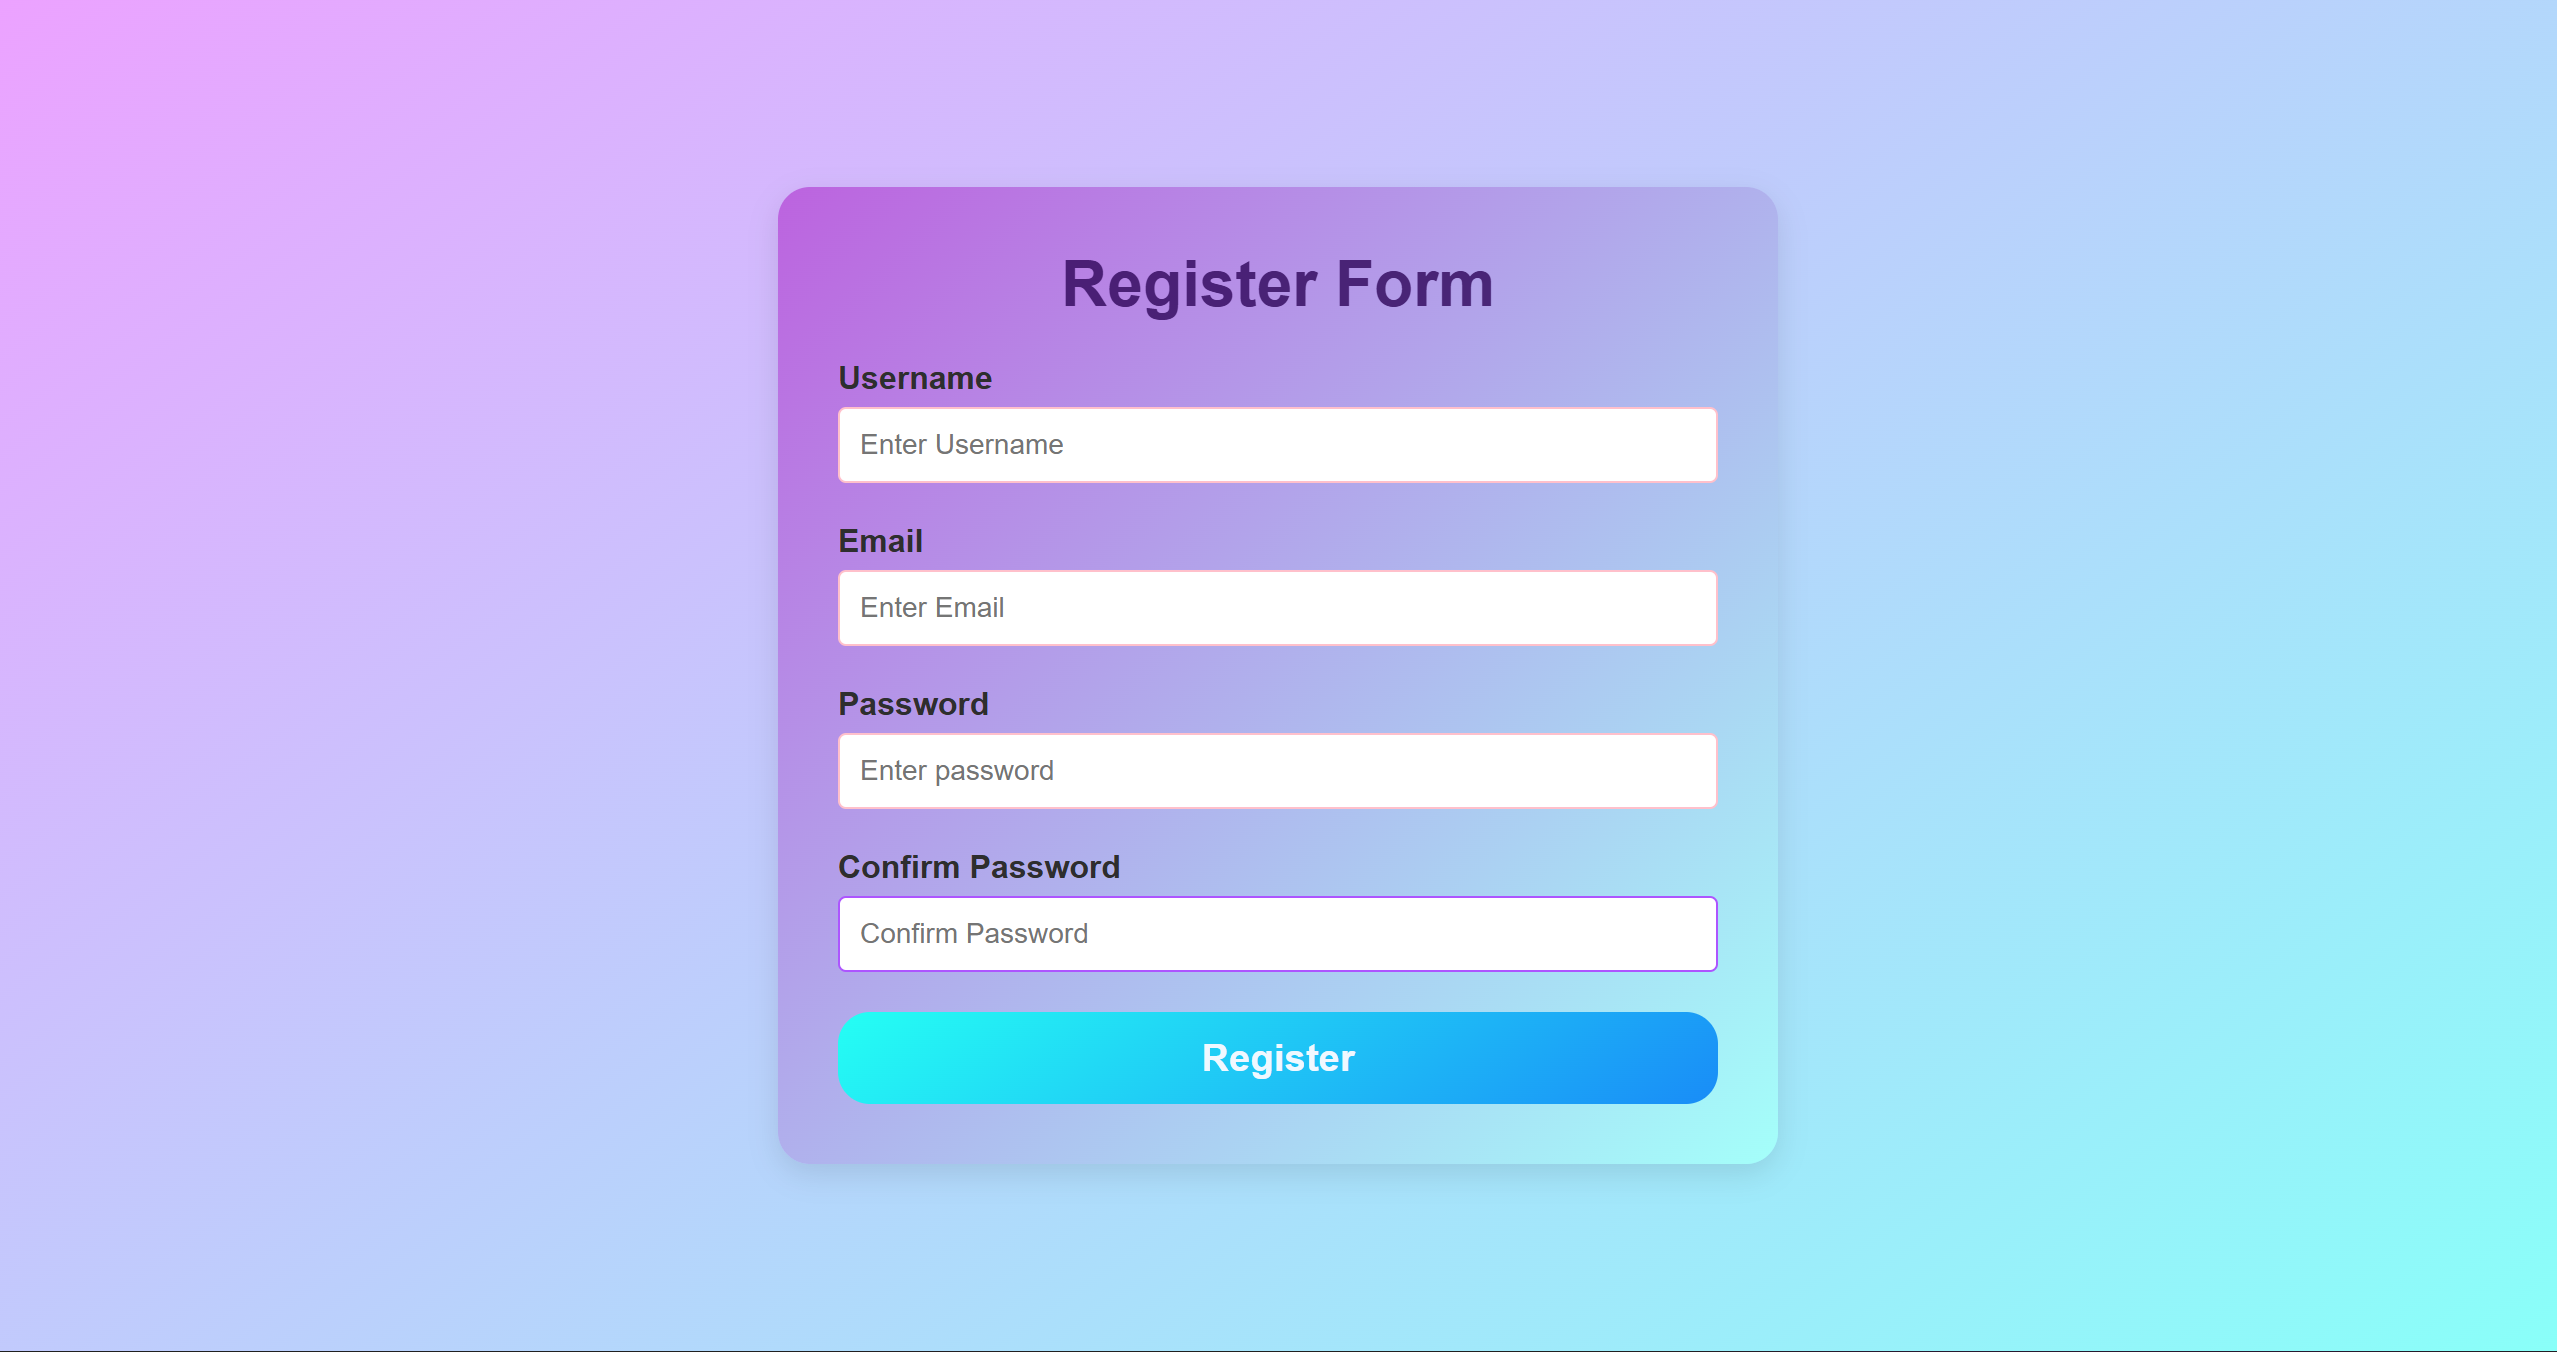 Register Form
Username
Enter Username
Email
Enter Email
Password
Enter password
Confirm Password
Confirm Password
Register